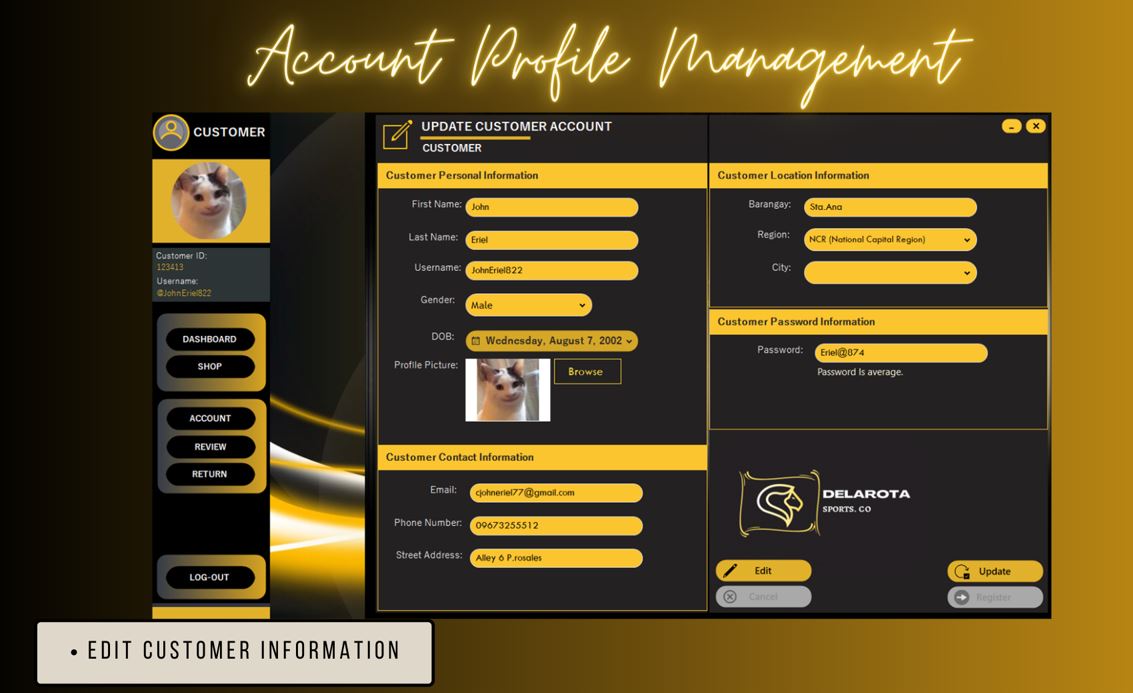 Account Profile Management
CUSTOMER
Customer ID:
123413
Username:
@JohnEriel822
DASHBOARD
SHOP
ACCOUNT
REVIEW
RETURN
LOG-OUT
UPDATE CUSTOMER ACCOUNT
CUSTOMER
Customer Personal Information
First Name: John
Last Name: Eriel
Username: JohnEriel822
Gender: Male
DOB: Wednesday, August 7, 2002
Profile Picture: Browse
Customer Contact Information
Email: cjohneriel77@gmail.com
Phone Number: 09673255512
Street Address: Alley 6 P.rosales
Customer Location Information
Barangay: Sta.Ana
Region: NCR (National Capital Region)
City:
Customer Password Information
Password: Eriel@874
Password Is average.
DELAROTA
SPORTS. CO
Edit Update
Cancel Register
• EDIT CUSTOMER INFORMATION